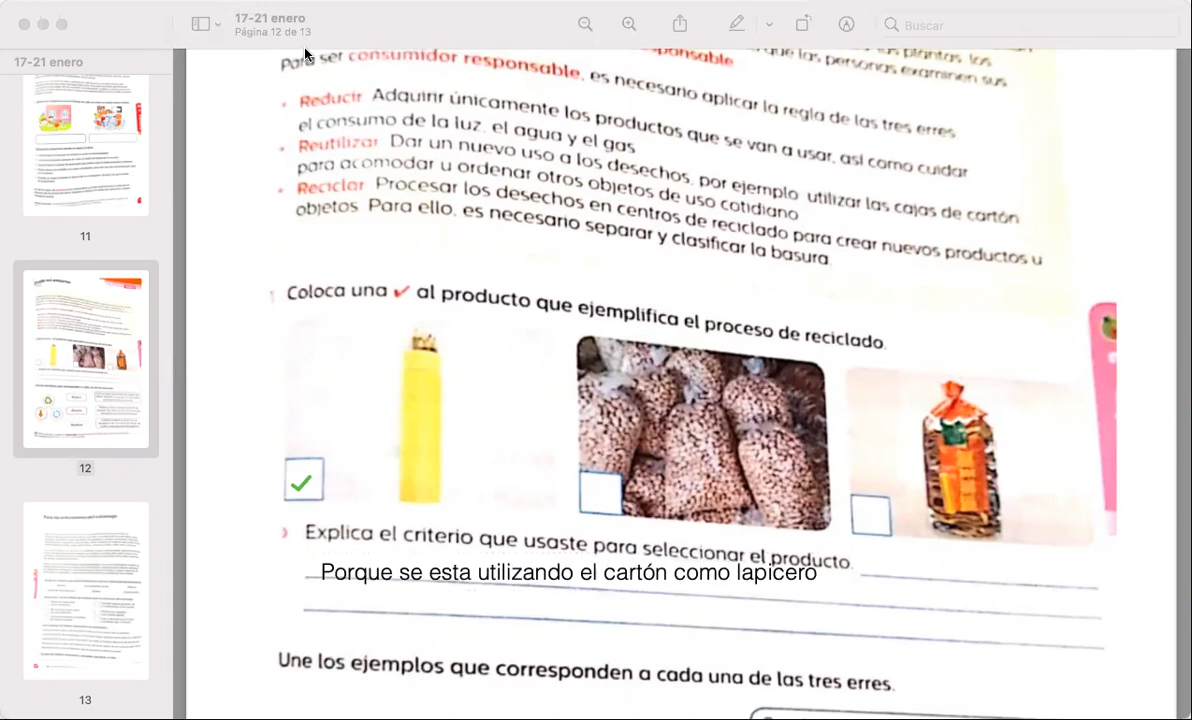 17-21 enero
Página 12 de 13
Buscar
17-21 enero
11
12
13
que las personas examinen sus
Para ser consumidor responsable, es necesario aplicar la regla de las tres erres
Reducir Adquirir únicamente los productos que se van a usar, así como cuidar
el consumo de la luz, el agua y el gas
Reutilizar Dar un nuevo uso a los desechos, por ejemplo utilizar las cajas de cartón
para acomodar u ordenar otros objetos de uso cotidiano
Reciclar Procesar los desechos en centros de reciclado para crear nuevos productos u
objetos Para ello, es necesario separar y clasificar la basura
1 Coloca una ✓ al producto que ejemplifica el proceso de reciclado.
Explica el criterio que usaste para seleccionar el producto.
Porque se esta utilizando el cartón como lapicero
Une los ejemplos que corresponden a cada una de las tres erres.